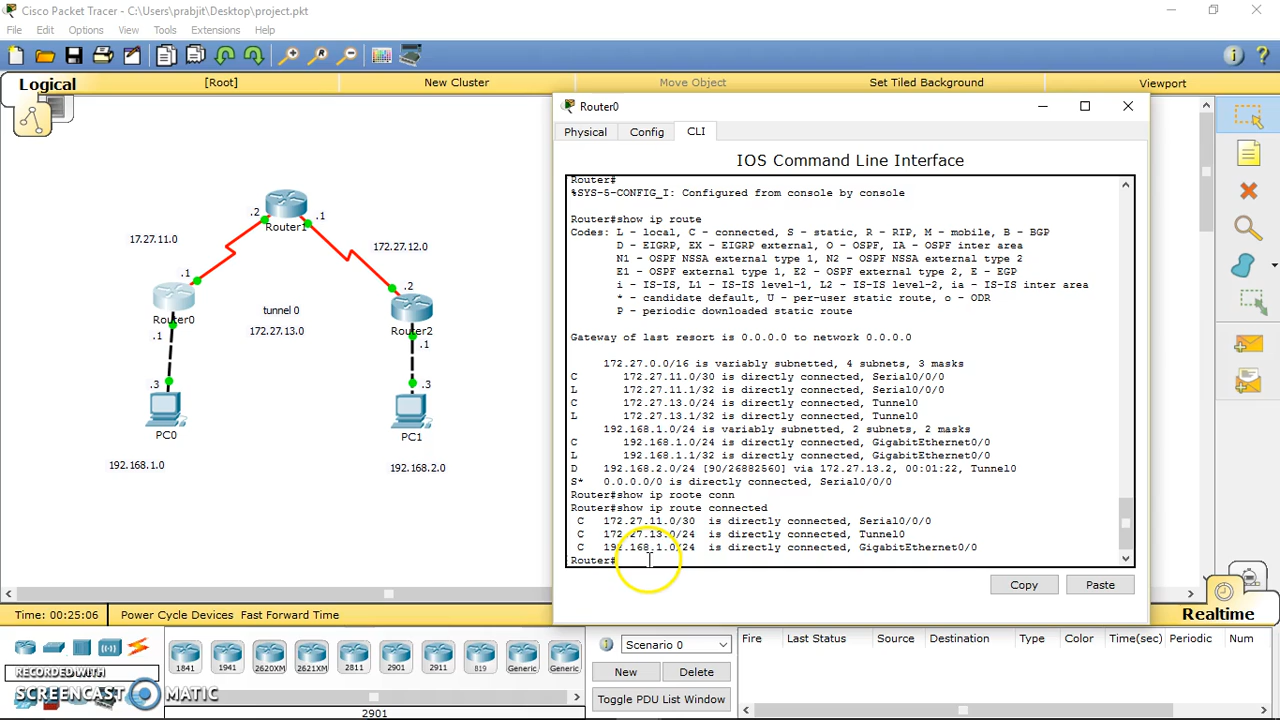 Cisco Packet Tracer - C:\Users\prabjit\Desktop\project.pkt
File Edit Options View Tools Extensions Help
Logical [Root] New Cluster Move Object Set Tiled Background Viewport
.2
Router1
.1
17.27.11.0
172.27.12.0
.1
.2
Router0
tunnel 0
172.27.13.0
Router2
.1
.1
.3
.3
PC0
PC1
192.168.1.0
192.168.2.0
Router0
Physical Config CLI
IOS Command Line Interface
Router#
%SYS-5-CONFIG_I: Configured from console by console
Router#show ip route
Codes: L - local, C - connected, S - static, R - RIP, M - mobile, B - BGP
D - EIGRP, EX - EIGRP external, O - OSPF, IA - OSPF inter area
N1 - OSPF NSSA external type 1, N2 - OSPF NSSA external type 2
E1 - OSPF external type 1, E2 - OSPF external type 2, E - EGP
i - IS-IS, L1 - IS-IS level-1, L2 - IS-IS level-2, ia - IS-IS inter area
* - candidate default, U - per-user static route, o - ODR
P - periodic downloaded static route
Gateway of last resort is 0.0.0.0 to network 0.0.0.0
172.27.0.0/16 is variably subnetted, 4 subnets, 3 masks
C 172.27.11.0/30 is directly connected, Serial0/0/0
L 172.27.11.1/32 is directly connected, Serial0/0/0
C 172.27.13.0/24 is directly connected, Tunnel0
L 172.27.13.1/32 is directly connected, Tunnel0
192.168.1.0/24 is variably subnetted, 2 subnets, 2 masks
C 192.168.1.0/24 is directly connected, GigabitEthernet0/0
L 192.168.1.1/32 is directly connected, GigabitEthernet0/0
D 192.168.2.0/24 [90/26882560] via 172.27.13.2, 00:01:22, Tunnel0
S* 0.0.0.0/0 is directly connected, Serial0/0/0
Router#show ip route conn
Router#show ip route connected
C 172.27.11.0/30 is directly connected, Serial0/0/0
C 172.27.13.0/24 is directly connected, Tunnel0
C 192.168.1.0/24 is directly connected, GigabitEthernet0/0
Router#
Copy Paste
Time: 00:25:06 Power Cycle Devices Fast Forward Time
Realtime
1841 1941 2620XM 2621XM 2811 2901 2911 819 Generic Generic
2901
Scenario 0
New Delete
Toggle PDU List Window
Fire Last Status Source Destination Type Color Time(sec) Periodic Num
RECORDED WITH
SCREENCAST MATIC